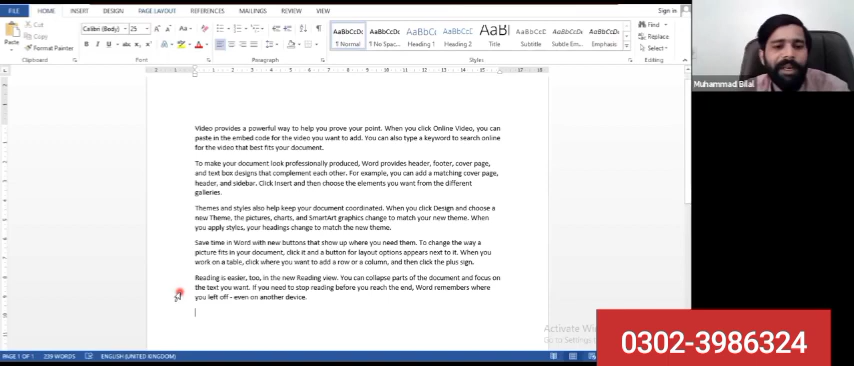 FILE HOME INSERT DESIGN PAGE LAYOUT REFERENCES MAILINGS REVIEW VIEW Sign in
Cut
Copy
Paste
Format Painter
Calibri (Body) 25
AaBbCcDc AaBbCcDc AaBbC( AaBbCcC AaBl AaBbCcD AaBbCcDc AaBbCcDc
¶ Normal ¶ No Spac... Heading 1 Heading 2 Title Subtitle Subtle Em... Emphasis
Find
Replace
Select
Clipboard Font Paragraph Styles Editing
Muhammad Bilal
Video provides a powerful way to help you prove your point. When you click Online Video, you can
paste in the embed code for the video you want to add. You can also type a keyword to search online
for the video that best fits your document.
To make your document look professionally produced, Word provides header, footer, cover page,
and text box designs that complement each other. For example, you can add a matching cover page,
header, and sidebar. Click Insert and then choose the elements you want from the different
galleries.
Themes and styles also help keep your document coordinated. When you click Design and choose a
new Theme, the pictures, charts, and SmartArt graphics change to match your new theme. When
you apply styles, your headings change to match the new theme.
Save time in Word with new buttons that show up where you need them. To change the way a
picture fits in your document, click it and a button for layout options appears next to it. When you
work on a table, click where you want to add a row or a column, and then click the plus sign.
Reading is easier, too, in the new Reading view. You can collapse parts of the document and focus on
the text you want. If you need to stop reading before you reach the end, Word remembers where
you left off - even on another device.
Activate Wi
Go to Settings
0302-3986324
PAGE 1 OF 1 239 WORDS ENGLISH (UNITED KINGDOM)